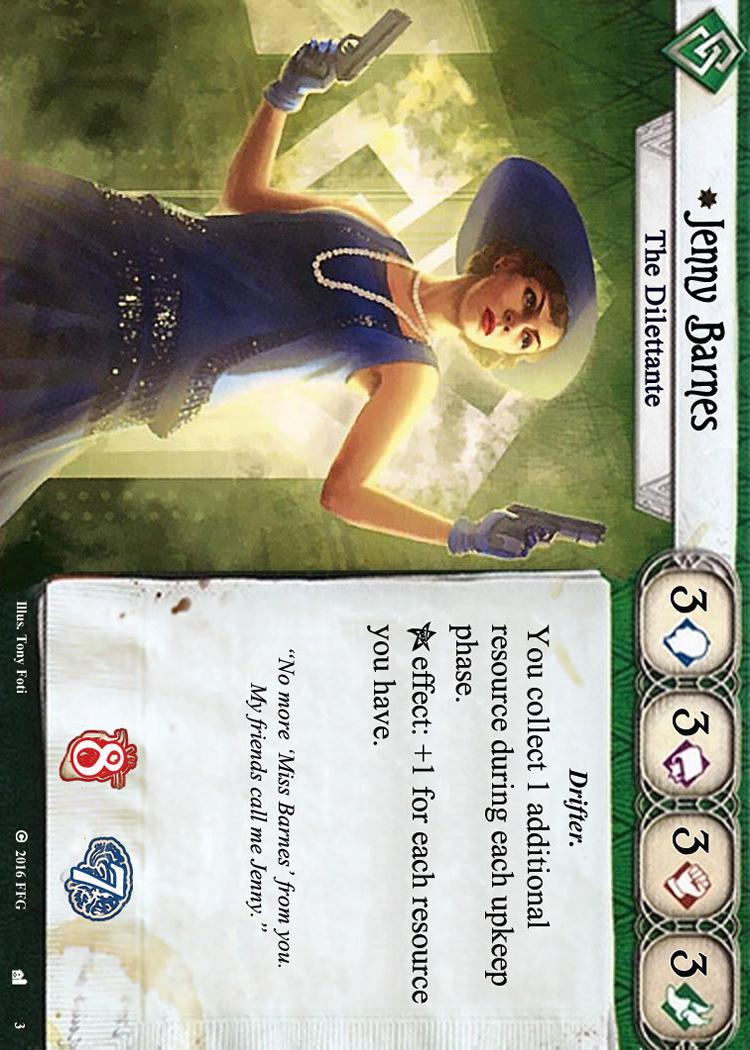 Jenny Barnes
The Dilettante
3 3 3 3
Drifter.
You collect 1 additional
resource during each upkeep
phase.
effect: +1 for each resource
you have.
“No more ‘Miss Barnes’ from you.
My friends call me Jenny.”
8 7
Illus. Tony Foti
© 2016 FFG
3